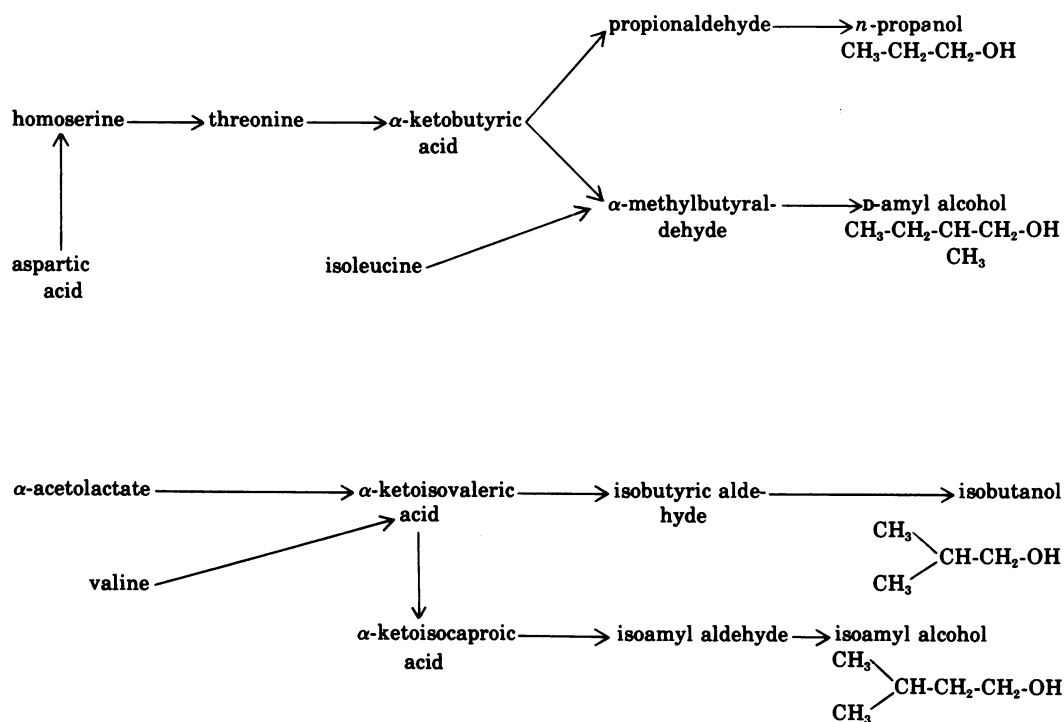 propionaldehyde n-propanol
CH₃-CH₂-CH₂-OH
homoserine threonine α-ketobutyric
acid
α-methylbutyral- D-amyl alcohol
dehyde CH₃-CH₂-CH-CH₂-OH
CH₃
aspartic isoleucine
acid
α-acetolactate α-ketoisovaleric isobutyric alde- isobutanol
acid hyde
CH₃
CH-CH₂-OH
CH₃
valine
α-ketoisocaproic isoamyl aldehyde isoamyl alcohol
acid
CH₃
CH-CH₂-CH₂-OH
CH₃